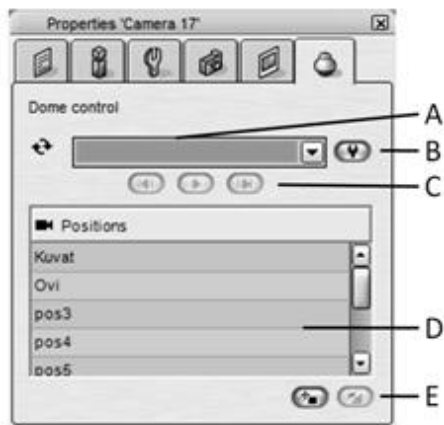 Properties 'Camera 17'
Dome control
A
B
C
Positions
Kuvat
Ovi
pos3
D
pos4
pos5
E